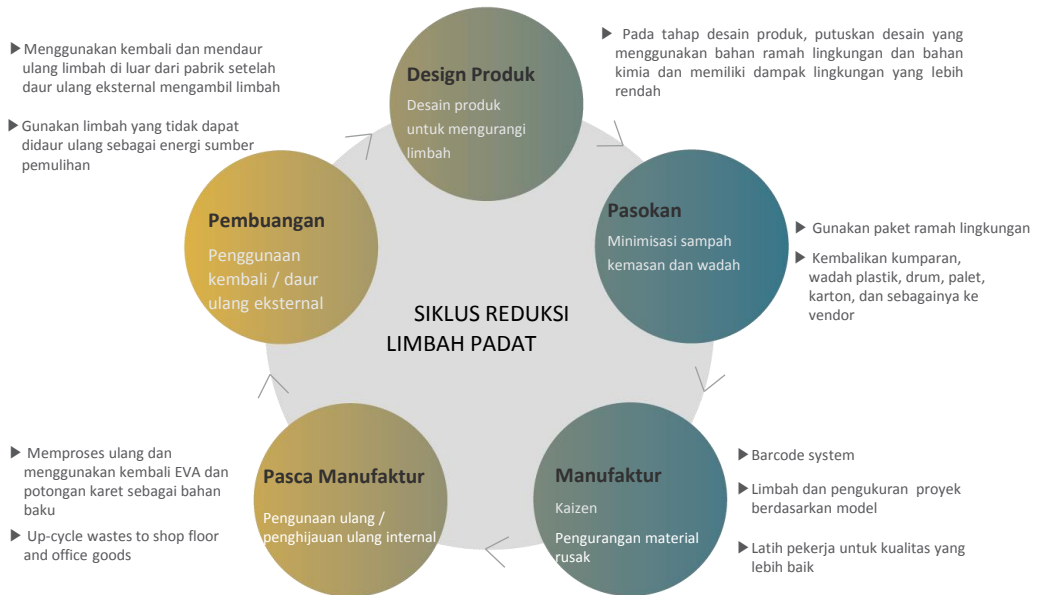 ▶ Menggunakan kembali dan mendaur
ulang limbah di luar dari pabrik setelah
daur ulang eksternal mengambil limbah
▶ Gunakan limbah yang tidak dapat
didaur ulang sebagai energi sumber
pemulihan
Design Produk
Desain produk
untuk mengurangi
limbah
▶ Pada tahap desain produk, putuskan desain yang
menggunakan bahan ramah lingkungan dan bahan
kimia dan memiliki dampak lingkungan yang lebih
rendah
Pembuangan
Penggunaan
kembali / daur
ulang eksternal
Pasokan
Minimisasi sampah
kemasan dan wadah
▶ Gunakan paket ramah lingkungan
▶ Kembalikan kumparan,
wadah plastik, drum, palet,
karton, dan sebagainya ke
vendor
SIKLUS REDUKSI
LIMBAH PADAT
▶ Memproses ulang dan
menggunakan kembali EVA dan
potongan karet sebagai bahan
baku
▶ Up-cycle wastes to shop floor
and office goods
Pasca Manufaktur
Pengunaan ulang /
penghijauan ulang internal
Manufaktur
Kaizen
Pengurangan material
rusak
▶ Barcode system
▶ Limbah dan pengukuran proyek
berdasarkan model
▶ Latih pekerja untuk kualitas yang
lebih baik